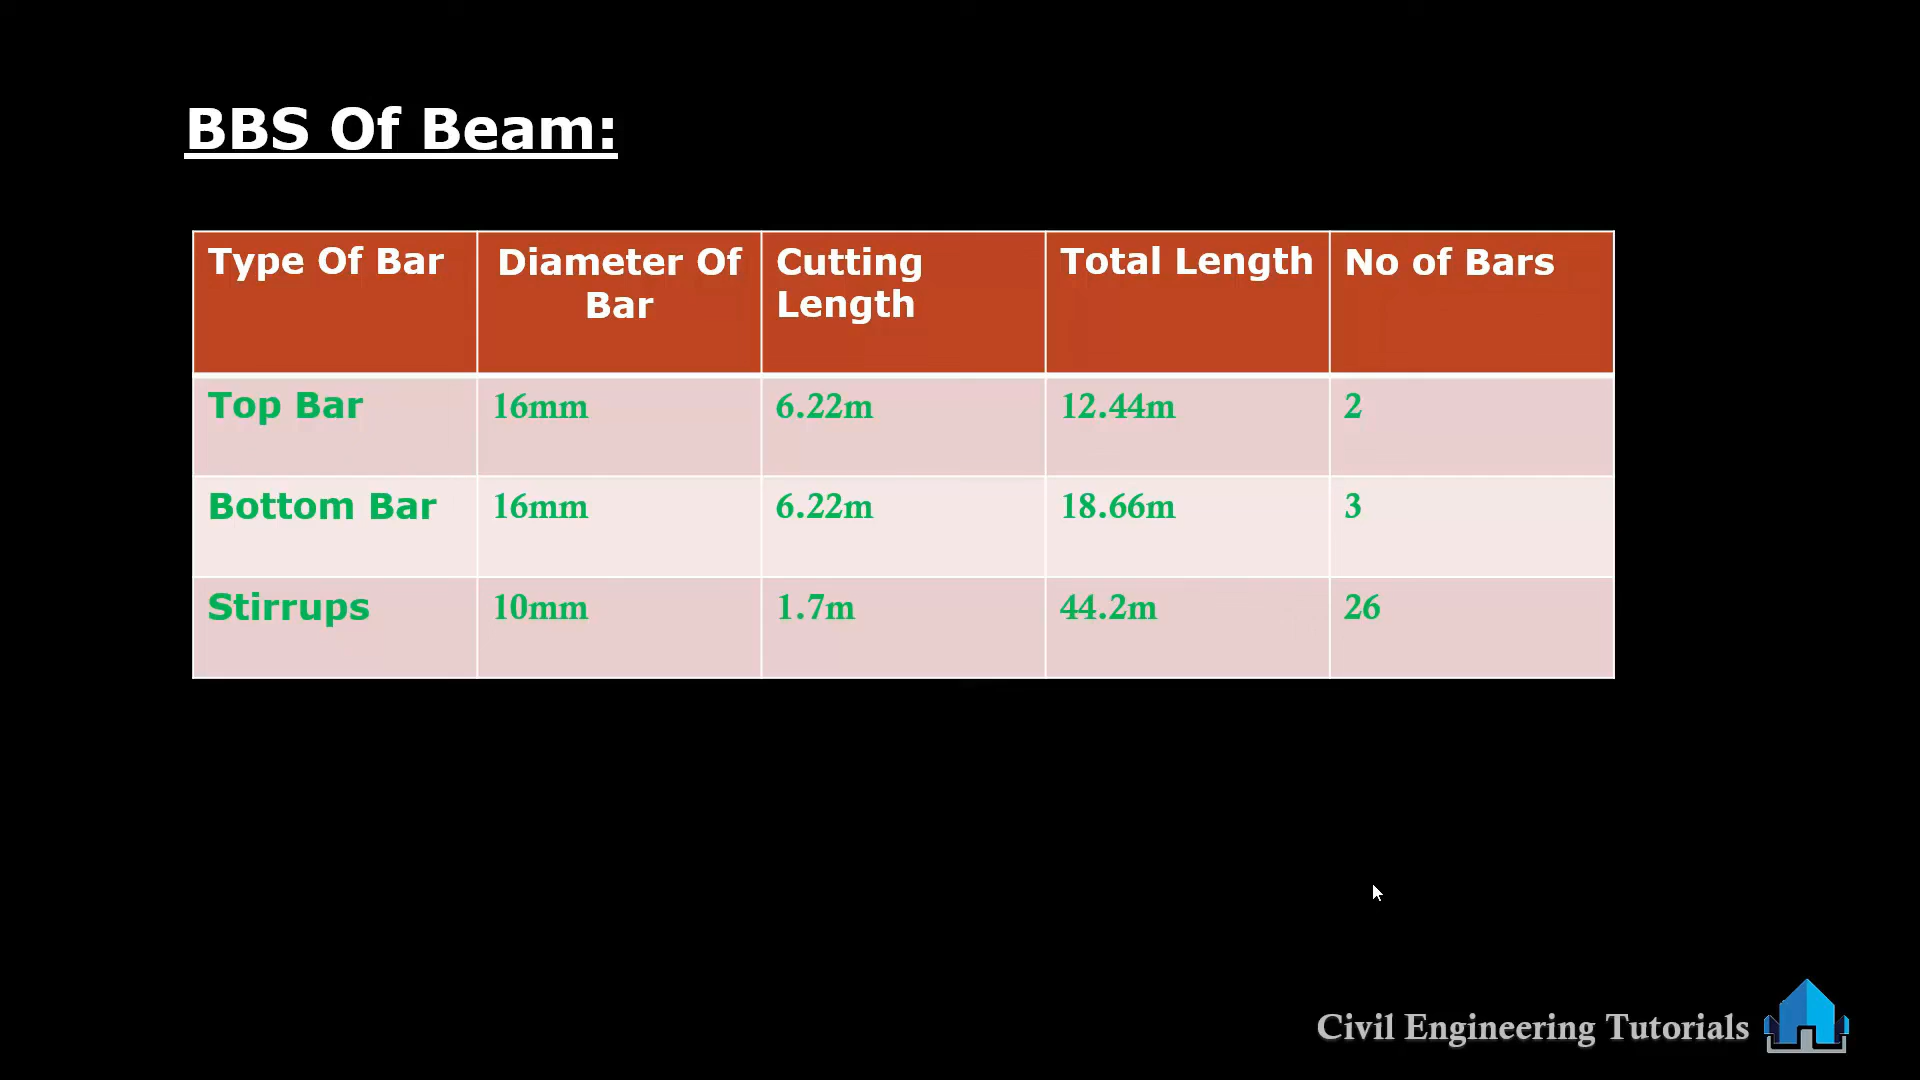 BBS Of Beam:
Type Of Bar
Diameter Of
Bar
Cutting
Length
Total Length
No of Bars
Top Bar
16mm
6.22m
12.44m
2
Bottom Bar
16mm
6.22m
18.66m
3
Stirrups
10mm
1.7m
44.2m
26
Civil Engineering Tutorials